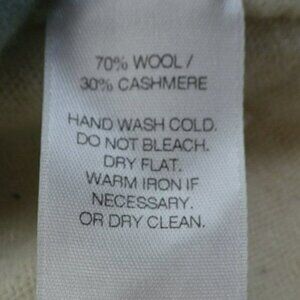 70% WOOL /
30% CASHMERE
HAND WASH COLD.
DO NOT BLEACH.
DRY FLAT.
WARM IRON IF
NECESSARY.
OR DRY CLEAN.